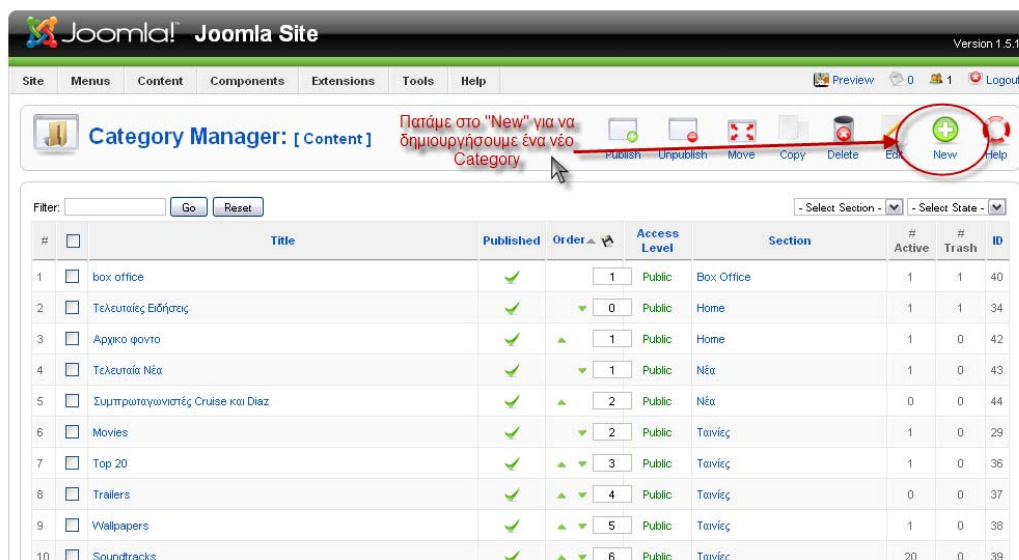 Joomla! Joomla Site
Version 1.5.1
Site Menus Content Components Extensions Tools Help Preview 0 1 Logout
Category Manager: [ Content ]
Πατάμε στο "New" για να
δημιουργήσουμε ένα νέο
Category
Publish Unpublish Move Copy Delete Edit New Help
Filter: Go Reset - Select Section - - Select State -
# Title Published Order Access Level Section # Active # Trash ID
1 box office 1 Public Box Office 1 1 40
2 Τελευταίες Ειδήσεις 0 Public Home 1 1 34
3 Αρχικο φοντο 1 Public Home 1 0 42
4 Τελευταία Νέα 1 Public Νέα 1 0 43
5 Συμπρωταγωνιστές Cruise και Diaz 2 Public Νέα 0 0 44
6 Movies 2 Public Ταινίες 1 0 29
7 Top 20 3 Public Ταινίες 1 0 36
8 Trailers 4 Public Ταινίες 0 0 37
9 Wallpapers 5 Public Ταινίες 1 0 38
10 Soundtracks 6 Public Ταινίες 20 0 39